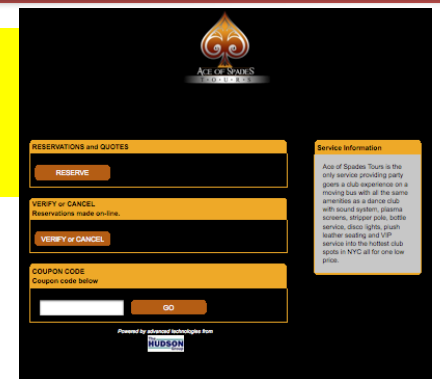 ACE OF SPADES
T·O·U·R·S
RESERVATIONS and QUOTES
RESERVE
VERIFY or CANCEL
Reservations made on-line.
VERIFY or CANCEL
COUPON CODE
Coupon code below
GO
Powered by advanced technologies from
The
HUDSON
Group
Service Information
Ace of Spades Tours is the
only service providing party
goers a club experience on a
moving bus with all the same
amenities as a dance club
with sound system, plasma
screens, stripper pole, bottle
service, disco lights, plush
leather seating and VIP
service into the hottest club
spots in NYC all for one low
price.